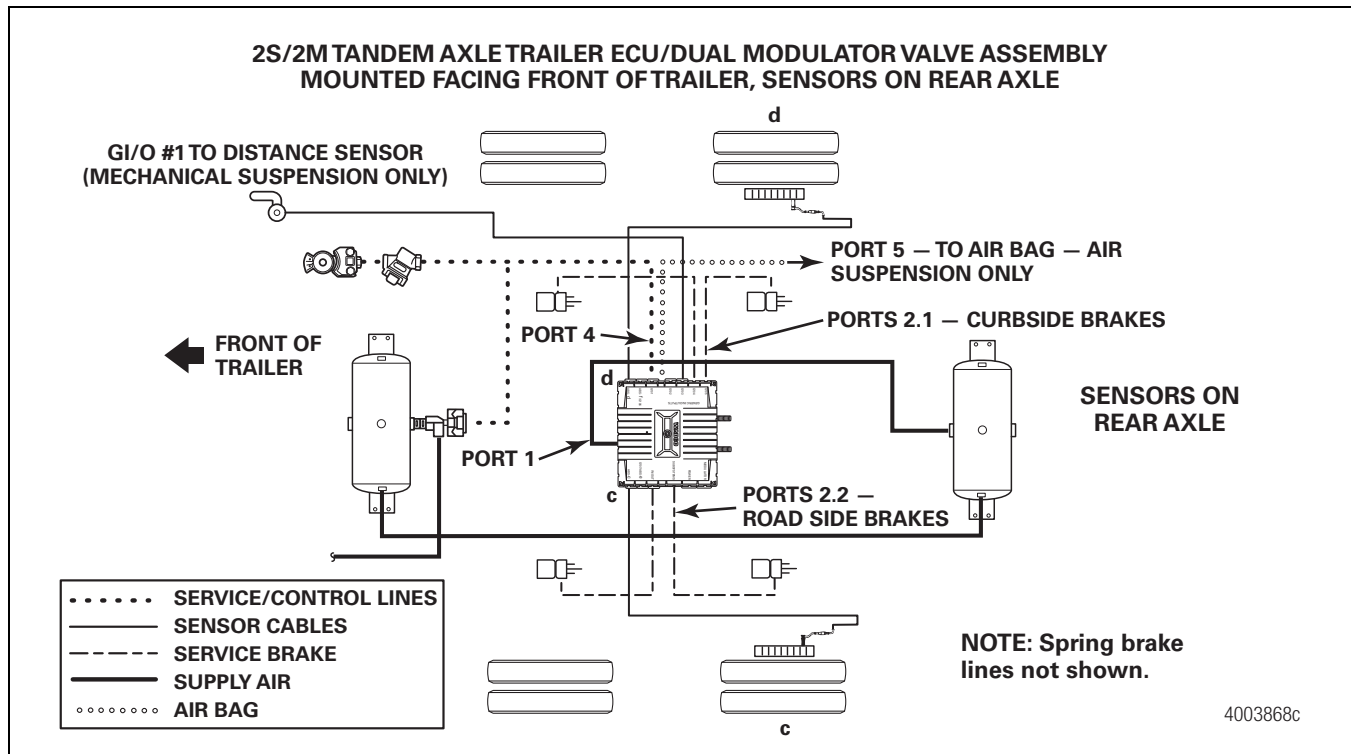 2S/2M TANDEM AXLE TRAILER ECU/DUAL MODULATOR VALVE ASSEMBLY
MOUNTED FACING FRONT OF TRAILER, SENSORS ON REAR AXLE
d
GI/O #1 TO DISTANCE SENSOR
(MECHANICAL SUSPENSION ONLY)
PORT 5 — TO AIR BAG — AIR
SUSPENSION ONLY
PORTS 2.1 — CURBSIDE BRAKES
PORT 4
FRONT OF
TRAILER
d
SENSORS ON
REAR AXLE
PORT 1
c
PORTS 2.2 —
ROAD SIDE BRAKES
SERVICE/CONTROL LINES
SENSOR CABLES
SERVICE BRAKE
SUPPLY AIR
AIR BAG
NOTE: Spring brake
lines not shown.
c
4003868c